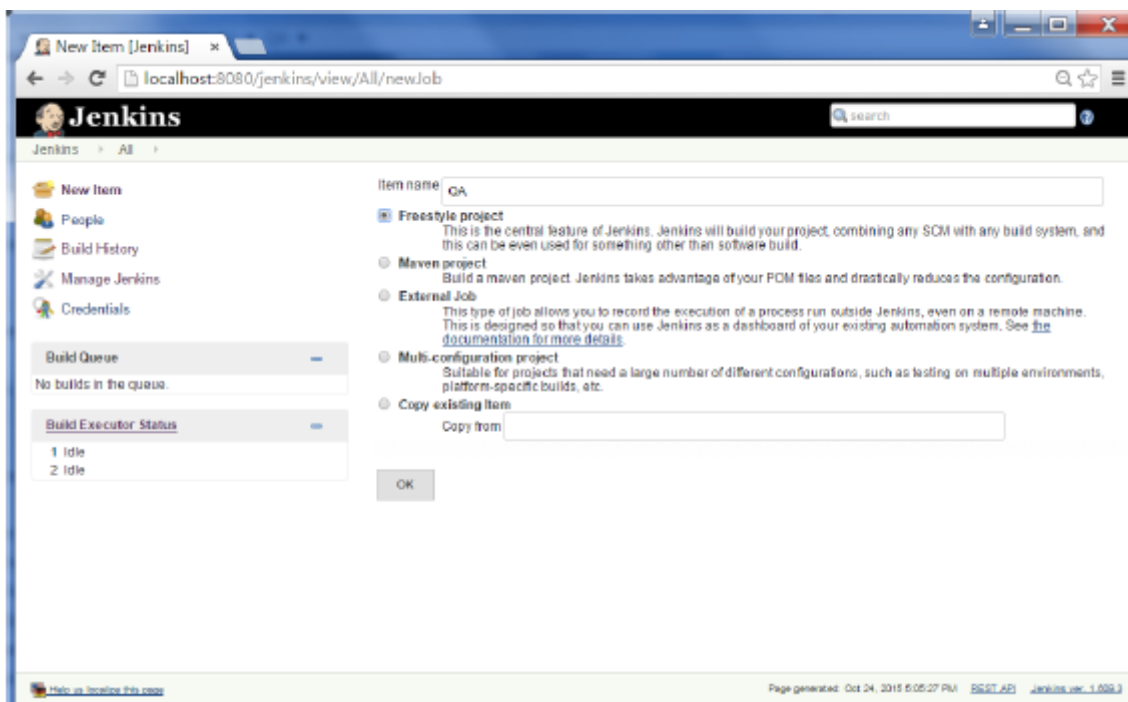 New Item [Jenkins]
localhost:8080/jenkins/view/All/newJob
Jenkins
search
Jenkins All
New Item
People
Build History
Manage Jenkins
Credentials
Build Queue
No builds in the queue.
Build Executor Status
1 Idle
2 Idle
Item name QA
Freestyle project
This is the central feature of Jenkins. Jenkins will build your project, combining any SCM with any build system, and
this can be even used for something other than software build.
Maven project
Build a maven project. Jenkins takes advantage of your POM files and drastically reduces the configuration.
External Job
This type of job allows you to record the execution of a process run outside Jenkins, even on a remote machine.
This is designed so that you can use Jenkins as a dashboard of your existing automation system. See the
documentation for more details.
Multi-configuration project
Suitable for projects that need a large number of different configurations, such as testing on multiple environments,
platform-specific builds, etc.
Copy existing Item
Copy from
OK
Help us localize this page
Page generated: Oct 24, 2015 5:05:27 PM REST API Jenkins ver. 1.609.3